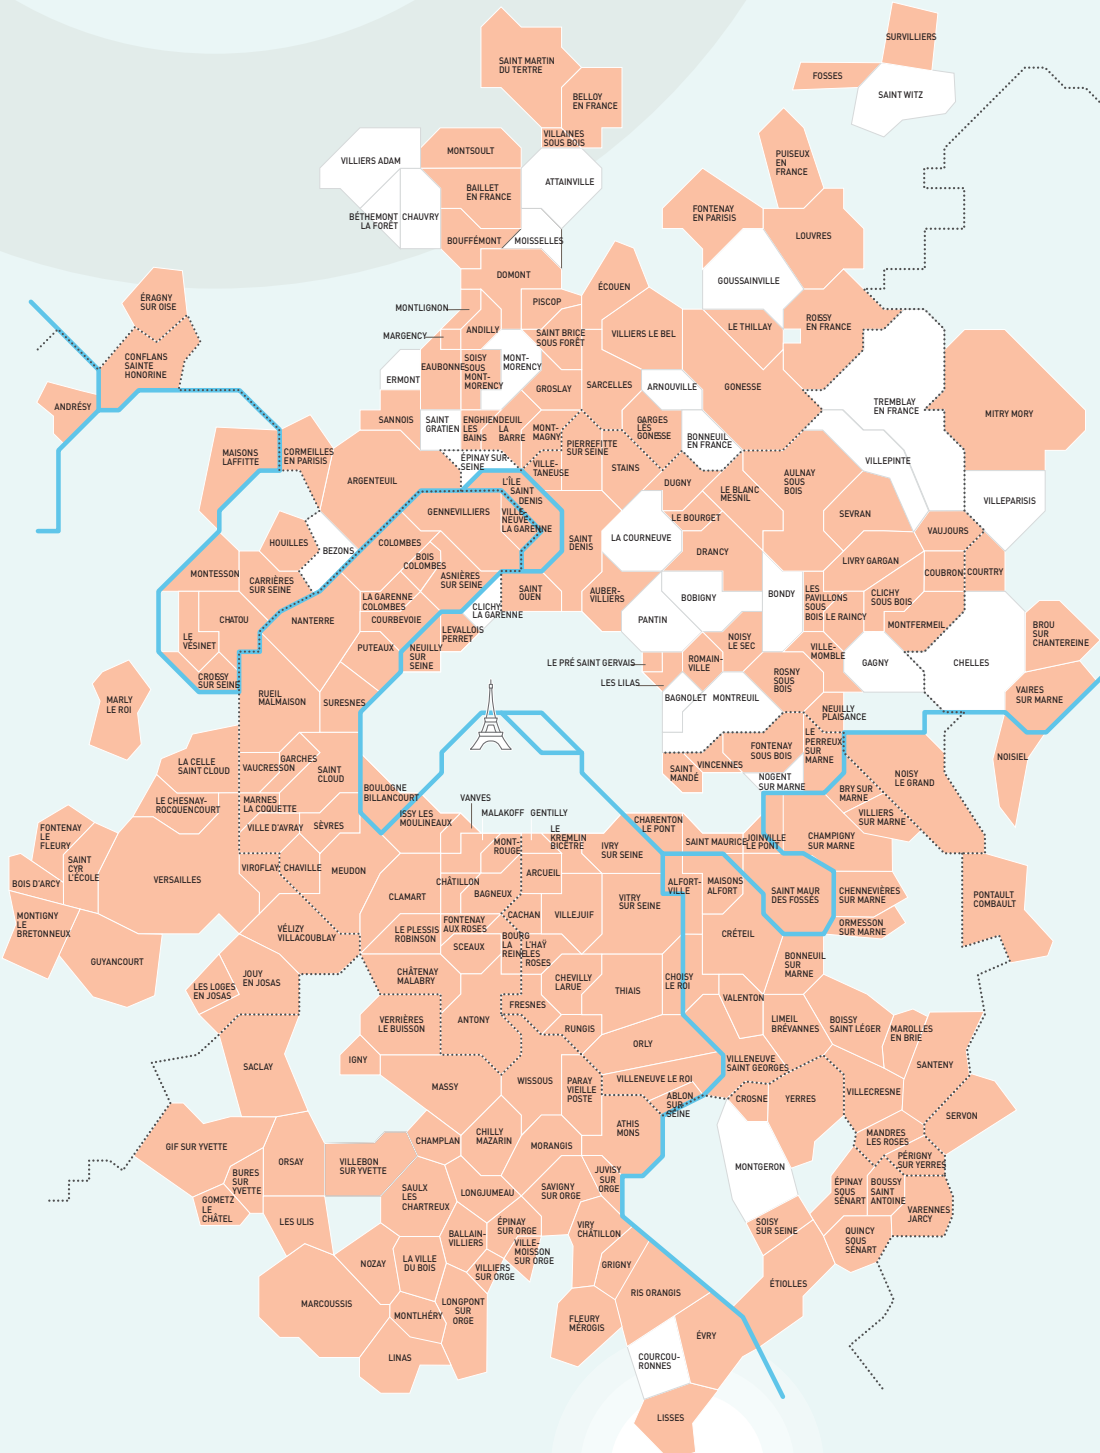 SURVILLIERS
FOSSES
SAINT WITZ
SAINT MARTIN
DU TERTRE
BELLOY
EN FRANCE
VILLAINES
SOUS BOIS
MONTSOULT
VILLIERS ADAM
ATTAINVILLE
BAILLET
EN FRANCE
BÉTHEMONT
LA FORÊT
CHAUVRY
BOUFFÉMONT
MOISSELLES
PUISEUX
EN
FRANCE
FONTENAY
EN PARISIS
LOUVRES
GOUSSAINVILLE
DOMONT
ÉCOUEN
PISCOP
MONTLIGNON
MARGENCY
ANDILLY
SAINT BRICE
SOUS FORÊT
VILLIERS LE BEL
LE THILLAY
ROISSY
EN FRANCE
ÉRAGNY
SUR OISE
CONFLANS
SAINTE
HONORINE
ANDRÉSY
ERMONT
EAUBONNE
SOISY
SOUS
MONT-
MORENCY
MONT-
MORENCY
GROSLAY
SARCELLES
ARNOUVILLE
GONESSE
TREMBLAY
EN FRANCE
MITRY MORY
SANNOIS
SAINT
GRATIEN
ENGHIEN
LES
BAINS
DEUIL
LA
BARRE
MONT-
MAGNY
GARGES
LÈS
GONESSE
BONNEUIL
EN FRANCE
PIERREFITTE
SUR SEINE
VILLEPINTE
MAISONS
LAFFITTE
CORMEILLES
EN PARISIS
ARGENTEUIL
ÉPINAY SUR
SEINE
VILLE-
TANEUSE
STAINS
DUGNY
LE BLANC
MESNIL
AULNAY
SOUS
BOIS
VILLEPARISIS
L'ÎLE
SAINT
DENIS
GENNEVILLIERS
VILLE-
NEUVE
LA GARENNE
SAINT
DENIS
LA COURNEUVE
LE BOURGET
SEVRAN
VAUJOURS
HOUILLES
BEZONS
COLOMBES
BOIS
COLOMBES
DRANCY
LIVRY GARGAN
COUBRON
COURTRY
MONTESSON
CARRIÈRES
SUR SEINE
ASNIÈRES
SUR SEINE
LA GARENNE
COLOMBES
COURBEVOIE
CLICHY
LA GARENNE
SAINT
OUEN
AUBER-
VILLIERS
BOBIGNY
BONDY
LES
PAVILLONS
SOUS
BOIS
LE RAINCY
CLICHY
SOUS BOIS
MONTFERMEIL
CHATOU
NANTERRE
LE
VÉSINET
PUTEAUX
NEUILLY
SUR
SEINE
LEVALLOIS
PERRET
PANTIN
NOISY
LE SEC
ROMAIN-
VILLE
VILLE-
MOMBLE
GAGNY
CHELLES
BROU
SUR
CHANTEREINE
LE PRÉ SAINT GERVAIS
LES LILAS
BAGNOLET
MONTREUIL
ROSNY
SOUS
BOIS
NEUILLY
PLAISANCE
VAIRES
SUR MARNE
CROISSY
SUR SEINE
MARLY
LE ROI
RUEIL
MALMAISON
SURESNES
LE
PERREUX
SUR
MARNE
NOISIEL
LA CELLE
SAINT CLOUD
VAUCRESSON
GARCHES
SAINT
CLOUD
SAINT
MANDÉ
VINCENNES
FONTENAY
SOUS BOIS
NOGENT
SUR MARNE
BRY SUR
MARNE
NOISY
LE GRAND
LE CHESNAY-
ROCQUENCOURT
MARNES
LA COQUETTE
BOULOGNE
BILLANCOURT
ISSY LES
MOULINEAUX
VANVES
MALAKOFF
GENTILLY
CHARENTON
LE PONT
SAINT MAURICE
JOINVILLE
LE PONT
VILLIERS
SUR MARNE
CHAMPIGNY
SUR MARNE
FONTENAY
LE
FLEURY
VILLE D'AVRAY
SÈVRES
MONT-
ROUGE
LE
KREMLIN
BICÊTRE
IVRY
SUR SEINE
SAINT
CYR
L'ÉCOLE
BOIS D'ARCY
VERSAILLES
VIROFLAY
CHAVILLE
MEUDON
CLAMART
CHÂTILLON
BAGNEUX
ARCUEIL
ALFORT-
VILLE
MAISONS
ALFORT
SAINT MAUR
DES FOSSÉS
CHENNEVIÈRES
SUR MARNE
PONTAULT
COMBAULT
MONTIGNY
LE
BRETONNEUX
VÉLIZY
VILLACOUBLAY
LE PLESSIS
ROBINSON
FONTENAY
AUX ROSES
SCEAUX
CACHAN
VILLEJUIF
VITRY
SUR SEINE
CRÉTEIL
ORMESSON
SUR MARNE
BOURG
LA
REINE
L'HAŸ
LES
ROSES
GUYANCOURT
LES LOGES
EN JOSAS
JOUY
EN JOSAS
CHÂTENAY
MALABRY
CHEVILLY
LARUE
THIAIS
CHOISY
LE ROI
BONNEUIL
SUR
MARNE
VALENTON
FRESNES
VERRIÈRES
LE BUISSON
ANTONY
RUNGIS
ORLY
LIMEIL
BRÉVANNES
BOISSY
SAINT LÉGER
MAROLLES
EN BRIE
SANTENY
IGNY
SACLAY
MASSY
WISSOUS
PARAY
VIEILLE
POSTE
VILLENEUVE LE ROI
VILLENEUVE
SAINT GEORGES
ABLON
SUR
SEINE
CROSNE
YERRES
VILLECRESNE
SERVON
GIF SUR YVETTE
ORSAY
VILLEBON
SUR YVETTE
CHAMPLAN
CHILLY
MAZARIN
MORANGIS
ATHIS
MONS
MONTGERON
MANDRES
LES ROSES
PÉRIGNY
SUR YERRES
BURES
SUR
YVETTE
GOMETZ
LE
CHÂTEL
LES ULIS
SAULX
LES
CHARTREUX
LONGJUMEAU
SAVIGNY
SUR ORGE
JUVISY
SUR
ORGE
ÉPINAY
SOUS
SÉNART
BOUSSY
SAINT
ANTOINE
VARENNES
JARCY
SOISY
SUR SEINE
QUINCY
SOUS
SÉNART
BALLAIN-
VILLIERS
ÉPINAY
SUR ORGE
VILLE-
MOISSON
SUR ORGE
VIRY
CHÂTILLON
NOZAY
LA VILLE
DU BOIS
VILLIERS
SUR ORGE
GRIGNY
ÉTIOLLES
RIS ORANGIS
MARCOUSSIS
MONTLHÉRY
LONGPONT
SUR
ORGE
FLEURY
MÉROGIS
ÉVRY
LINAS
COURCOU-
RONNES
LISSES